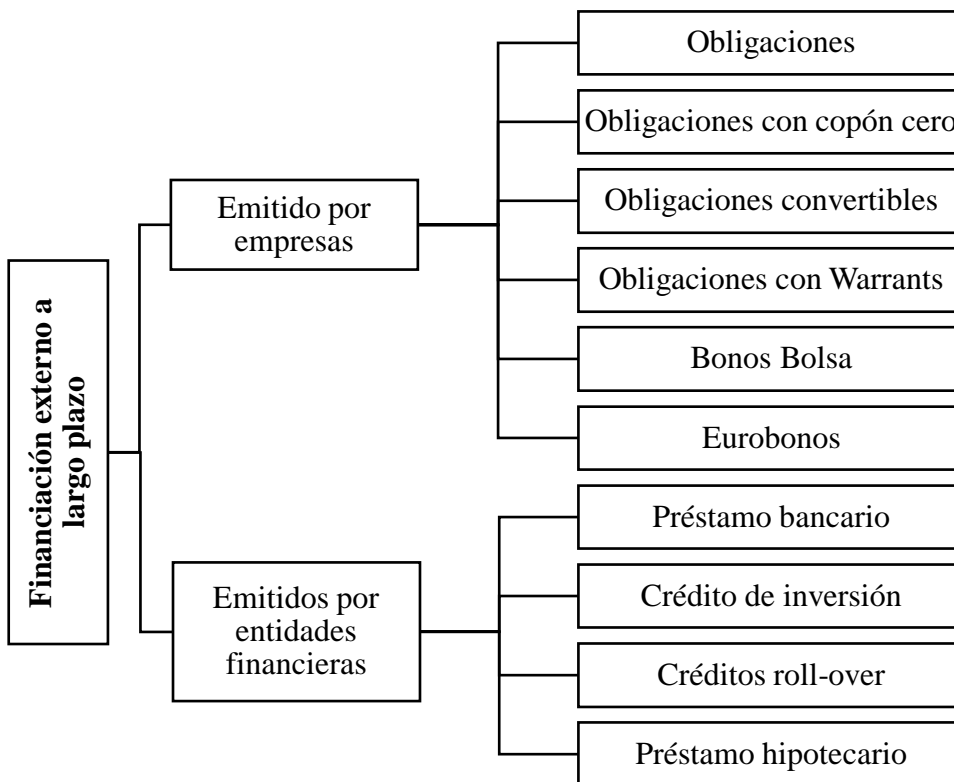 Financiación externo a
largo plazo
Emitido por
empresas
Obligaciones
Obligaciones con copón cero
Obligaciones convertibles
Obligaciones con Warrants
Bonos Bolsa
Eurobonos
Emitidos por
entidades
financieras
Préstamo bancario
Crédito de inversión
Créditos roll-over
Préstamo hipotecario